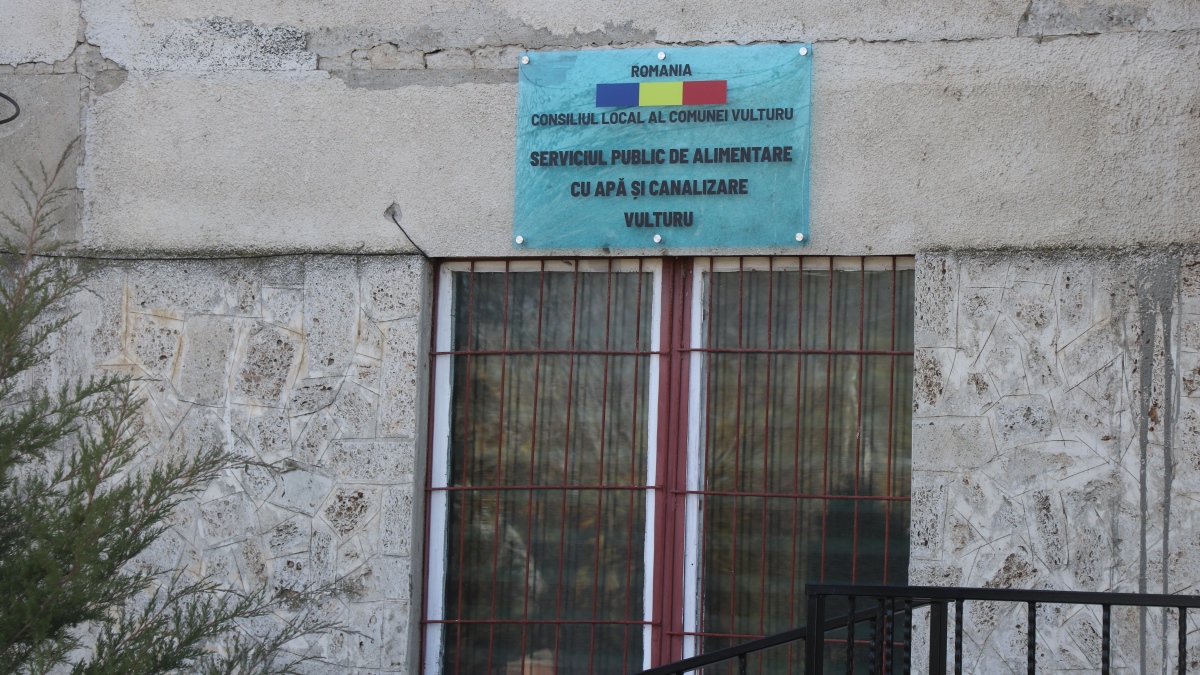 ROMANIA
CONSILIUL LOCAL AL COMUNEI VULTURU
SERVICIUL PUBLIC DE ALIMENTARE
CU APĂ ȘI CANALIZARE
VULTURU